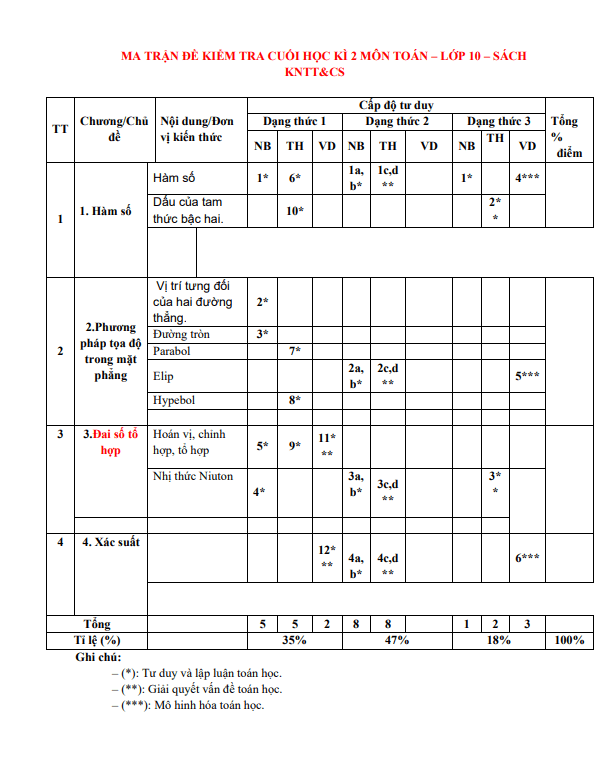 MA TRẬN ĐỀ KIỂM TRA CUỐI HỌC KÌ 2 MÔN TOÁN – LỚP 10 – SÁCH
KNTT&CS
TT
Chương/Chủ
đề
Nội dung/Đơn
vị kiến thức
Cấp độ tư duy
Tổng
%
điểm
Dạng thức 1
Dạng thức 2
Dạng thức 3
NB TH VD NB TH VD NB TH VD
1
1. Hàm số
Hàm số
1* 6*
1a,
b*
1c,d
**
1* 4***
Dấu của tam
thức bậc hai.
10*
2*
*
2
2.Phương
pháp tọa độ
trong mặt
phẳng
Vị trí tưng đối
của hai đường
thẳng.
2*
Đường tròn 3*
Parabol 7*
Elip
2a,
b*
2c,d
**
5***
Hypebol 8*
3
3.Đai số tổ
hợp
Hoán vị, chinh
hợp, tổ hợp
5* 9*
11*
**
Nhị thức Niuton
4*
3a,
b*
3c,d
**
3*
*
4 4. Xác suất
12*
**
4a,
b*
4c,d
**
6***
Tổng 5 5 2 8 8 1 2 3
Tỉ lệ (%) 35% 47% 18% 100%
Ghi chú:
– (*): Tư duy và lập luận toán học.
– (**): Giải quyết vấn đề toán học.
– (***): Mô hinh hóa toán học.